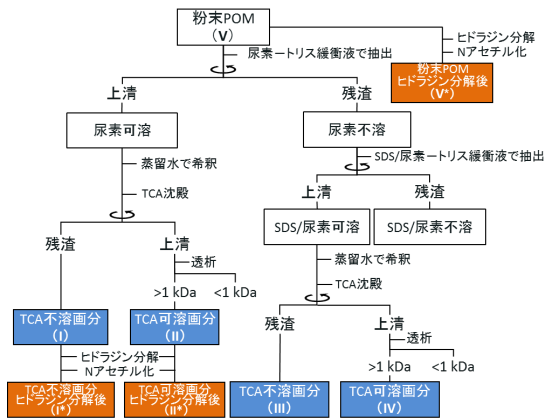 粉末POM
(V)
尿素ートリス緩衝液で抽出
ヒドラジン分解
Nアセチル化
粉末POM
ヒドラジン分解後
(V*)
上清
残渣
尿素可溶
尿素不溶
蒸留水で希釈
TCA沈殿
SDS/尿素ートリス緩衝液で抽出
上清
残渣
SDS/尿素可溶
SDS/尿素不溶
残渣
上清
透析
>1 kDa
<1 kDa
蒸留水で希釈
TCA沈殿
TCA不溶画分
(I)
TCA可溶画分
(II)
残渣
上清
透析
>1 kDa
<1 kDa
ヒドラジン分解
Nアセチル化
TCA不溶画分
ヒドラジン分解後
(I*)
TCA可溶画分
ヒドラジン分解後
(II*)
TCA不溶画分
(III)
TCA可溶画分
(IV)